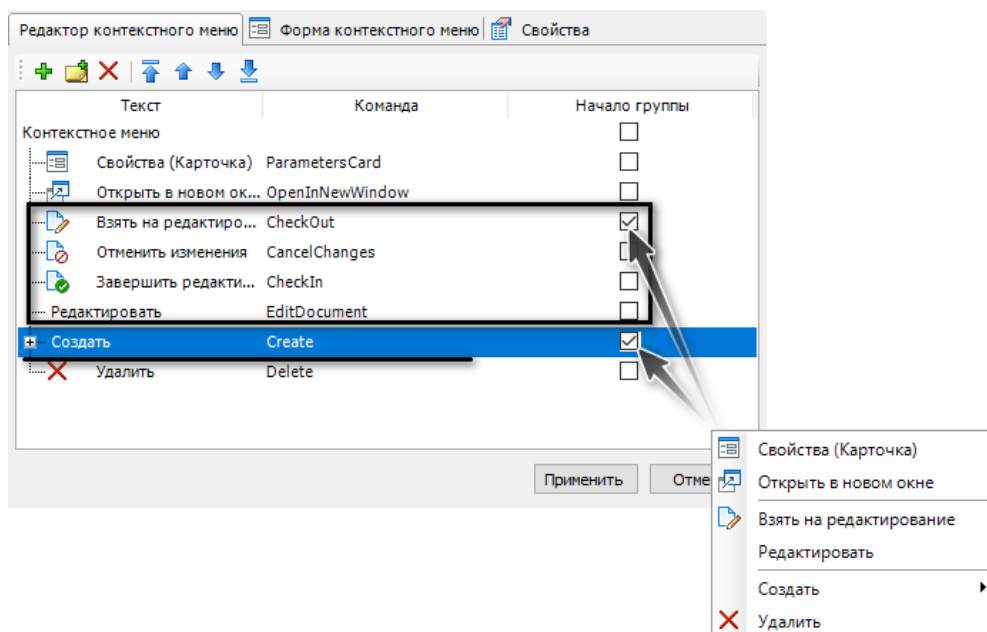 Редактор контекстного меню Форма контекстного меню Свойства
Текст Команда Начало группы
Контекстное меню
Свойства (Карточка) ParametersCard
Открыть в новом ок... OpenInNewWindow
Взять на редактиро... CheckOut
Отменить изменения CancelChanges
Завершить редакти... CheckIn
Редактировать EditDocument
Создать Create
Удалить Delete
Применить Отме
Свойства (Карточка)
Открыть в новом окне
Взять на редактирование
Редактировать
Создать
Удалить